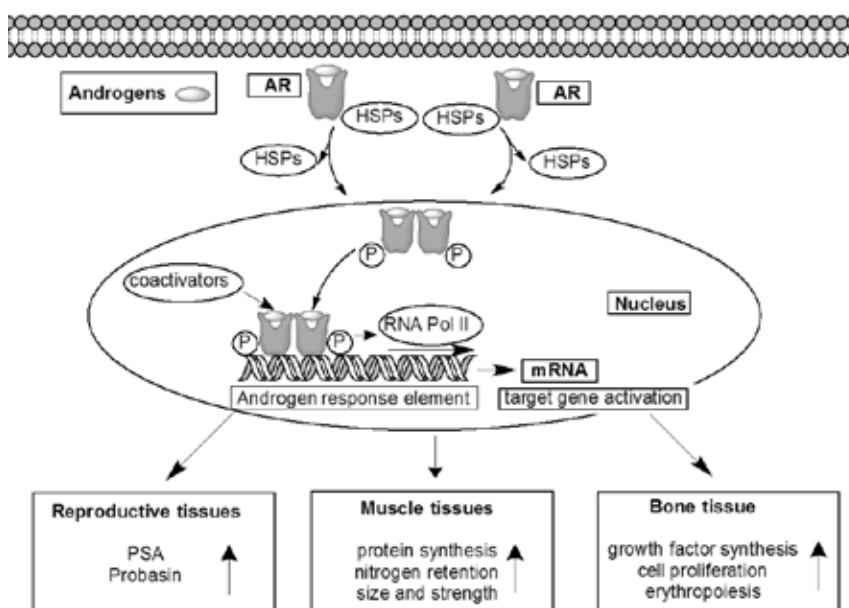 Androgens
AR
AR
HSPs
HSPs
HSPs
HSPs
P
P
coactivators
Nucleus
P
P
RNA Pol II
mRNA
Androgen response element
target gene activation
Reproductive tissues
PSA
Probasin
Muscle tissues
protein synthesis
nitrogen retention
size and strength
Bone tissue
growth factor synthesis
cell proliferation
erythropoiesis